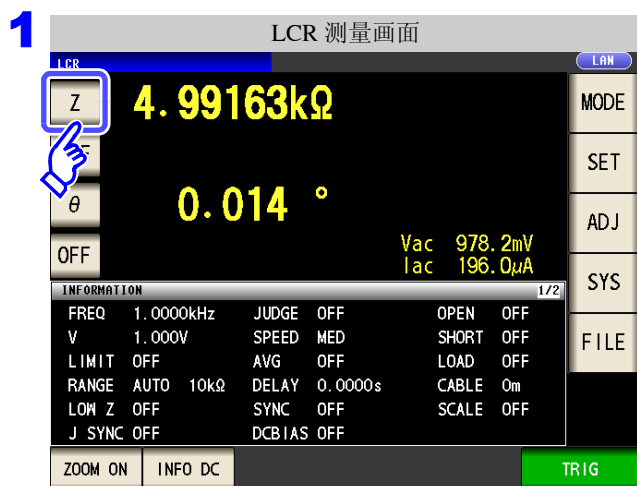 1
LCR 测量画面
LCR
LAN
Z
4.99163kΩ
MODE
SET
θ
0.014 °
ADJ
OFF
Vac 978.2mV
Iac 196.0μA
SYS
INFORMATION 1/2
FREQ 1.0000kHz JUDGE OFF OPEN OFF
V 1.000V SPEED MED SHORT OFF
FILE
LIMIT OFF AVG OFF LOAD OFF
RANGE AUTO 10kΩ DELAY 0.0000s CABLE 0m
LOW Z OFF SYNC OFF SCALE OFF
J SYNC OFF DCBIAS OFF
ZOOM ON INFO DC TRIG